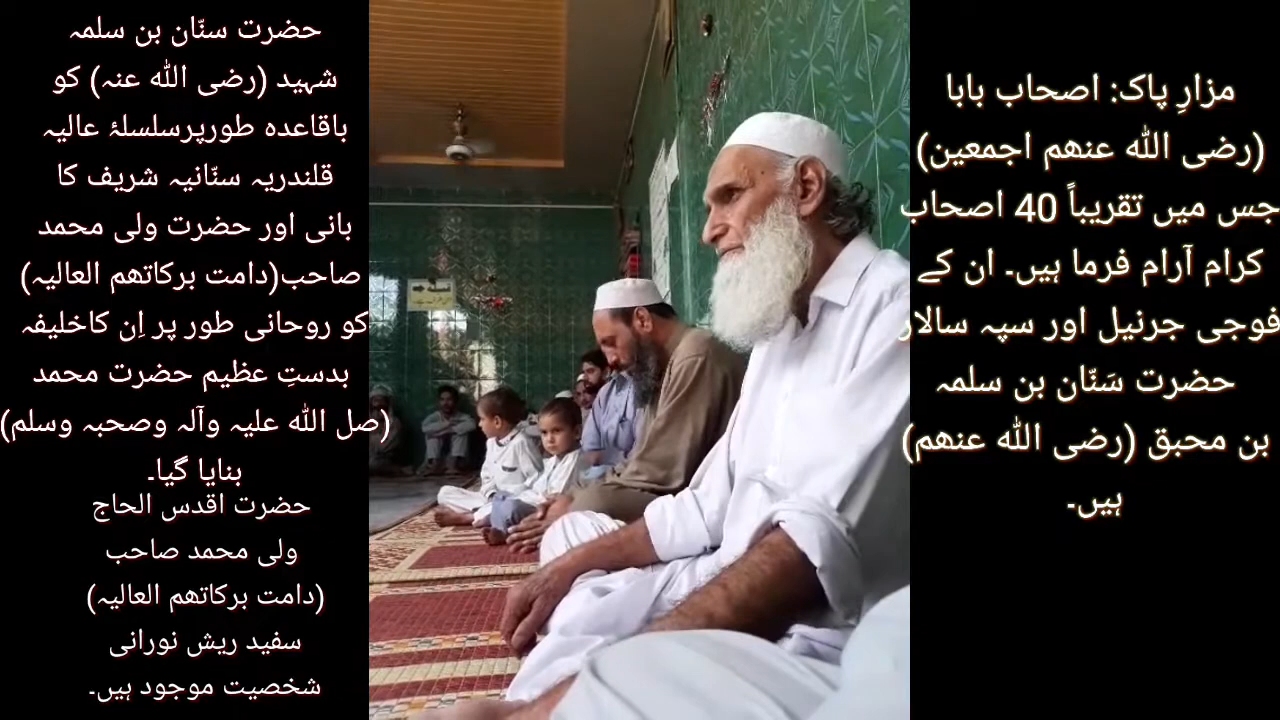 مزارِ پاک: اصحاب بابا
(رضی اللّٰہ عنھم اجمعین)
جس میں تقریباً 40 اصحاب
کرام آرام فرما ہیں۔ ان کے
فوجی جرنیل اور سپہ سالار
حضرت سَنّان بن سلمہ
بن محبق (رضی اللّٰہ عنھم)
ہیں۔
حضرت سنّان بن سلمہ
شہید (رضی اللّٰہ عنہ) کو
باقاعدہ طورپرسلسلۂ عالیہ
قلندریہ سنّانیہ شریف کا
بانی اور حضرت ولی محمد
صاحب(دامت برکاتھم العالیہ)
کو روحانی طور پر اِن کاخلیفہ
بدستِ عظیم حضرت محمد
(صل اللّٰہ علیہ وآلہ وصحبہ وسلم)
بنایا گیا۔
حضرت اقدس الحاج
ولی محمد صاحب
(دامت برکاتھم العالیہ)
سفید ریش نورانی
شخصیت موجود ہیں۔